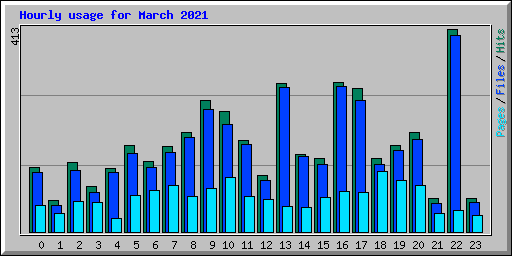 Hourly usage for March 2021
413
Pages/Files/Hits
0 1 2 3 4 5 6 7 8 9 10 11 12 13 14 15 16 17 18 19 20 21 22 23